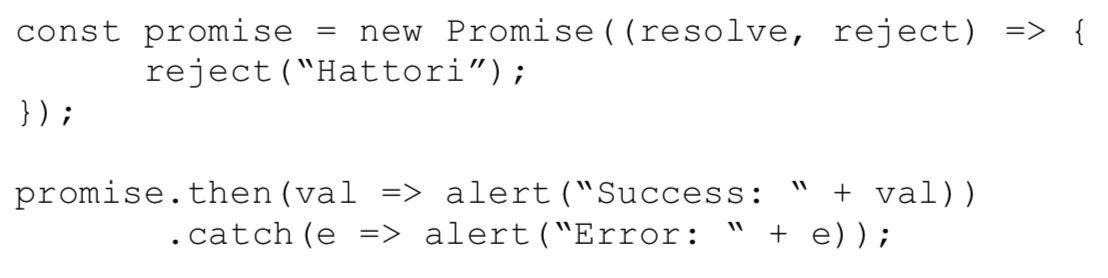 const promise = new Promise((resolve, reject) => {
reject(“Hattori”);
});
promise.then(val => alert(“Success: “ + val))
.catch(e => alert(“Error: “ + e));